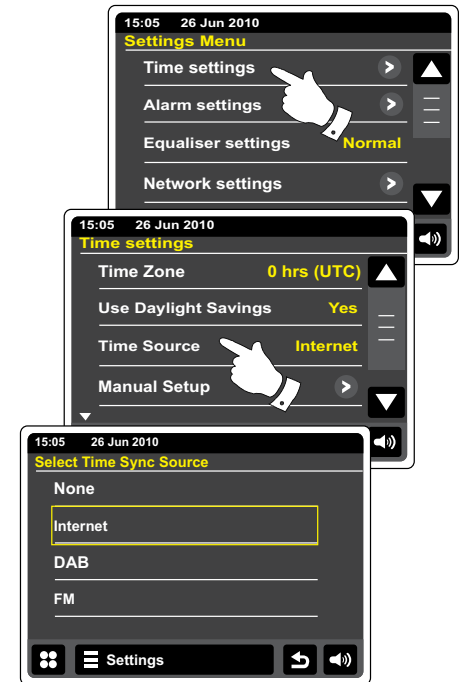 15:05 26 Jun 2010
Settings Menu
Time settings
Alarm settings
Equaliser settings Normal
Network settings
15:05 26 Jun 2010
Time settings
Time Zone 0 hrs (UTC)
Use Daylight Savings Yes
Time Source Internet
Manual Setup
15:05 26 Jun 2010
Select Time Sync Source
None
Internet
DAB
FM
Settings